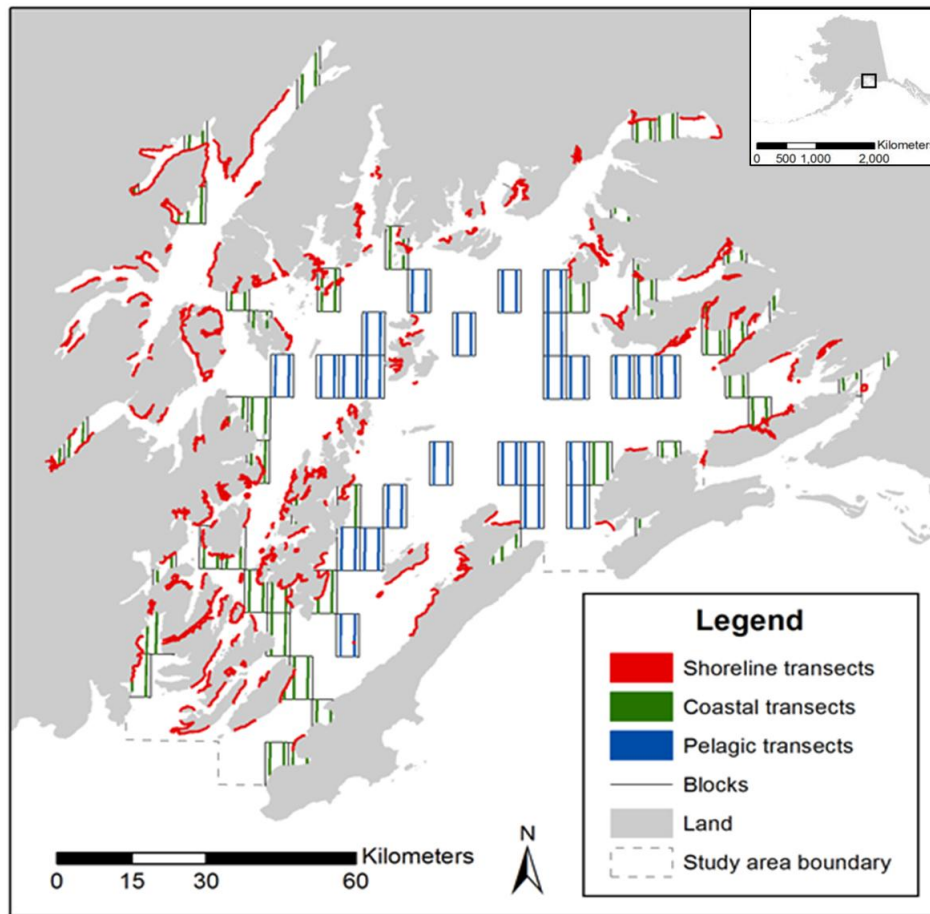 Kilometers
0 500 1,000 2,000
Legend
Shoreline transects
Coastal transects
Pelagic transects
Blocks
Land
Study area boundary
N
Kilometers
0 15 30 60